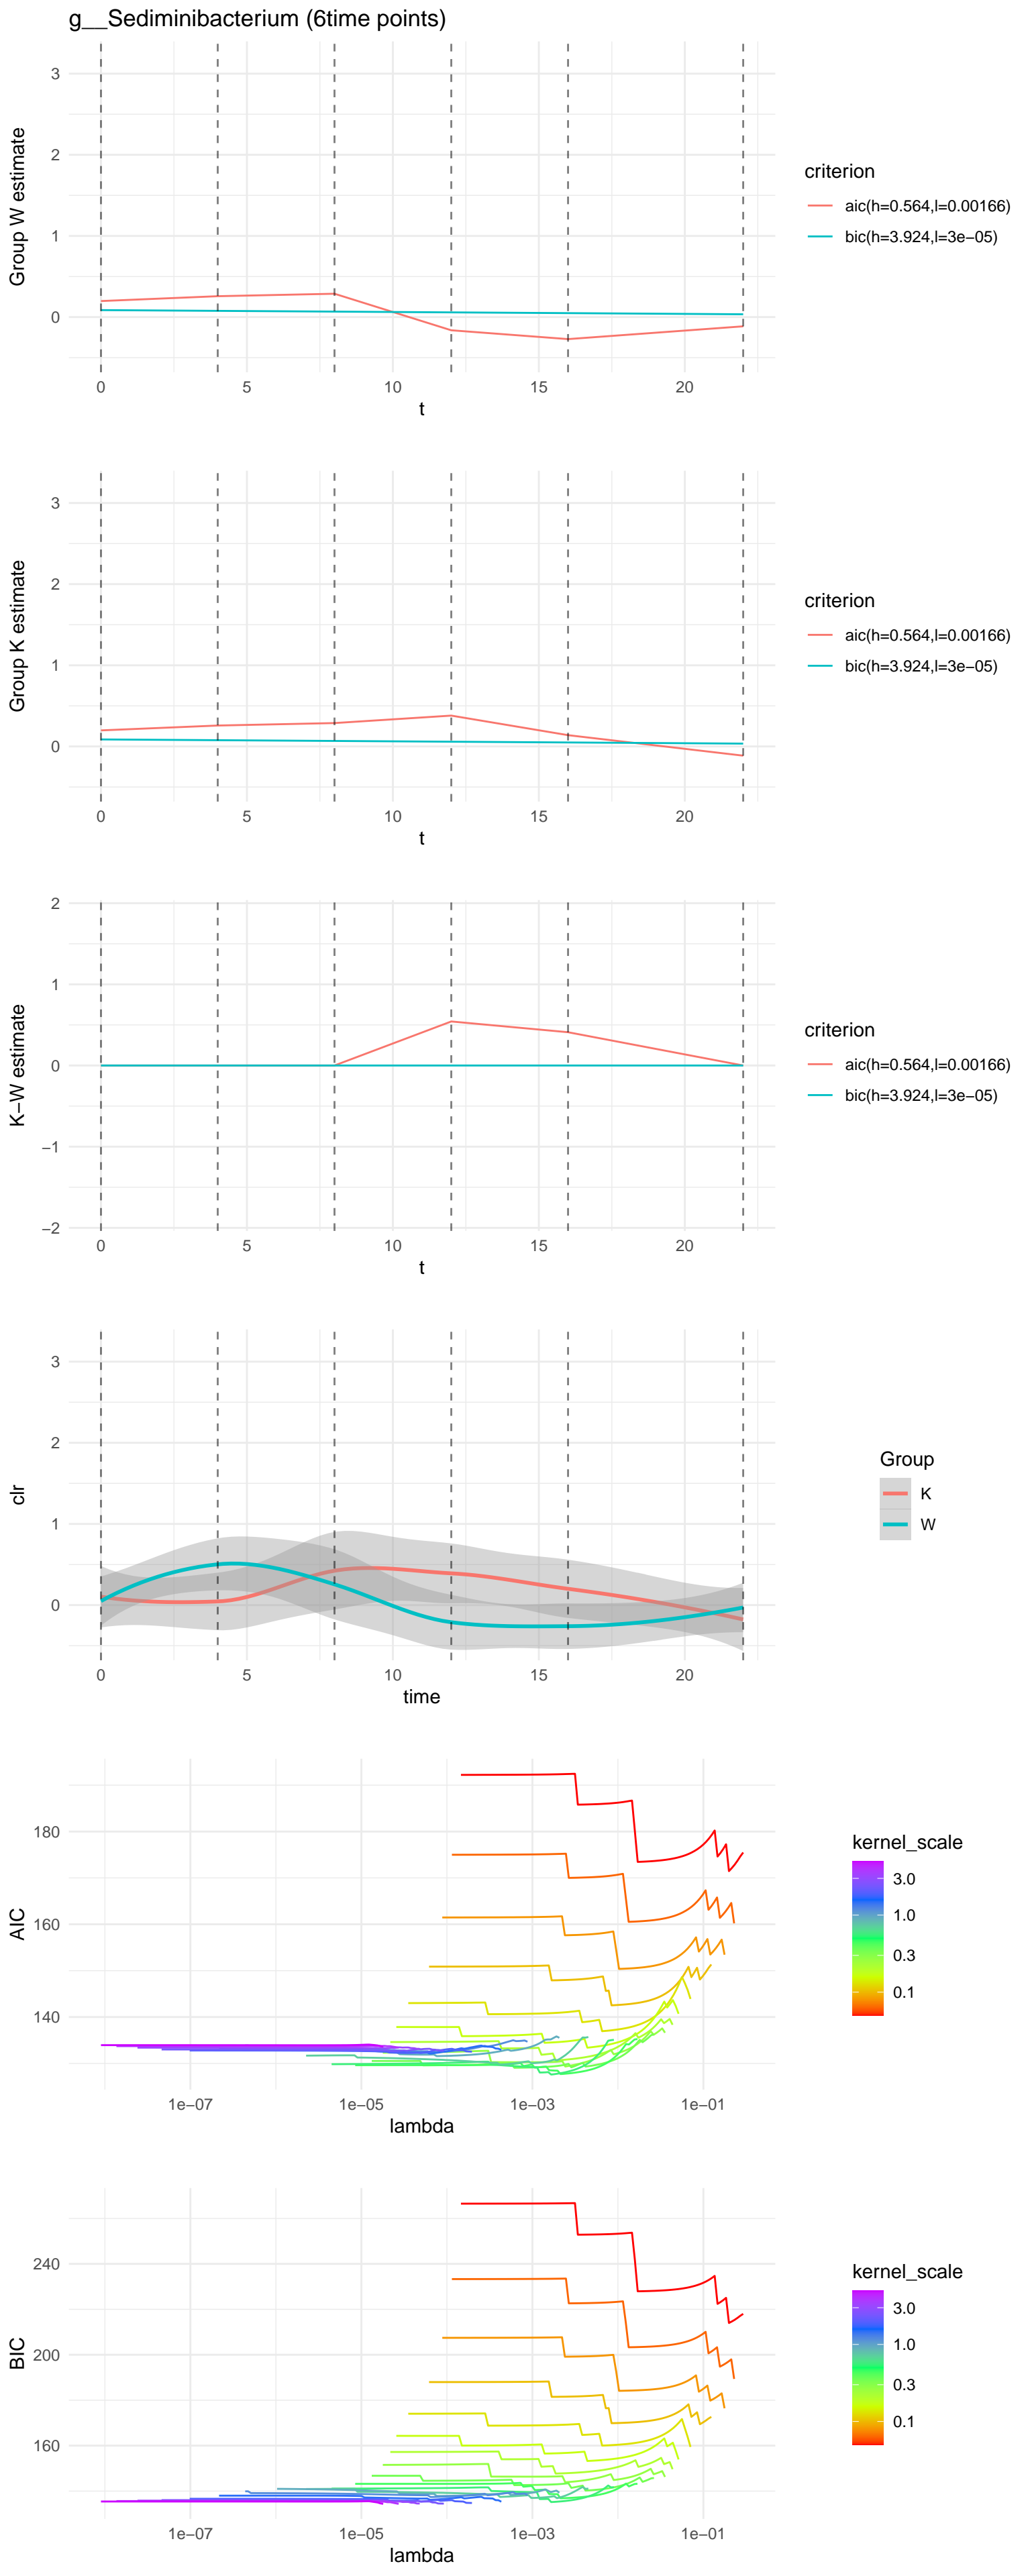 g__Sediminibacterium (6time points)
Group W estimate
3
2
1
0
0 5 10 15 20
t
criterion
aic(h=0.564,l=0.00166)
bic(h=3.924,l=3e−05)
Group K estimate
3
2
1
0
0 5 10 15 20
t
criterion
aic(h=0.564,l=0.00166)
bic(h=3.924,l=3e−05)
K−W estimate
2
1
0
−1
−2
0 5 10 15 20
t
criterion
aic(h=0.564,l=0.00166)
bic(h=3.924,l=3e−05)
clr
3
2
1
0
0 5 10 15 20
time
Group
K
W
AIC
180
160
140
1e−07 1e−05 1e−03 1e−01
lambda
kernel_scale
3.0
1.0
0.3
0.1
BIC
240
200
160
1e−07 1e−05 1e−03 1e−01
lambda
kernel_scale
3.0
1.0
0.3
0.1